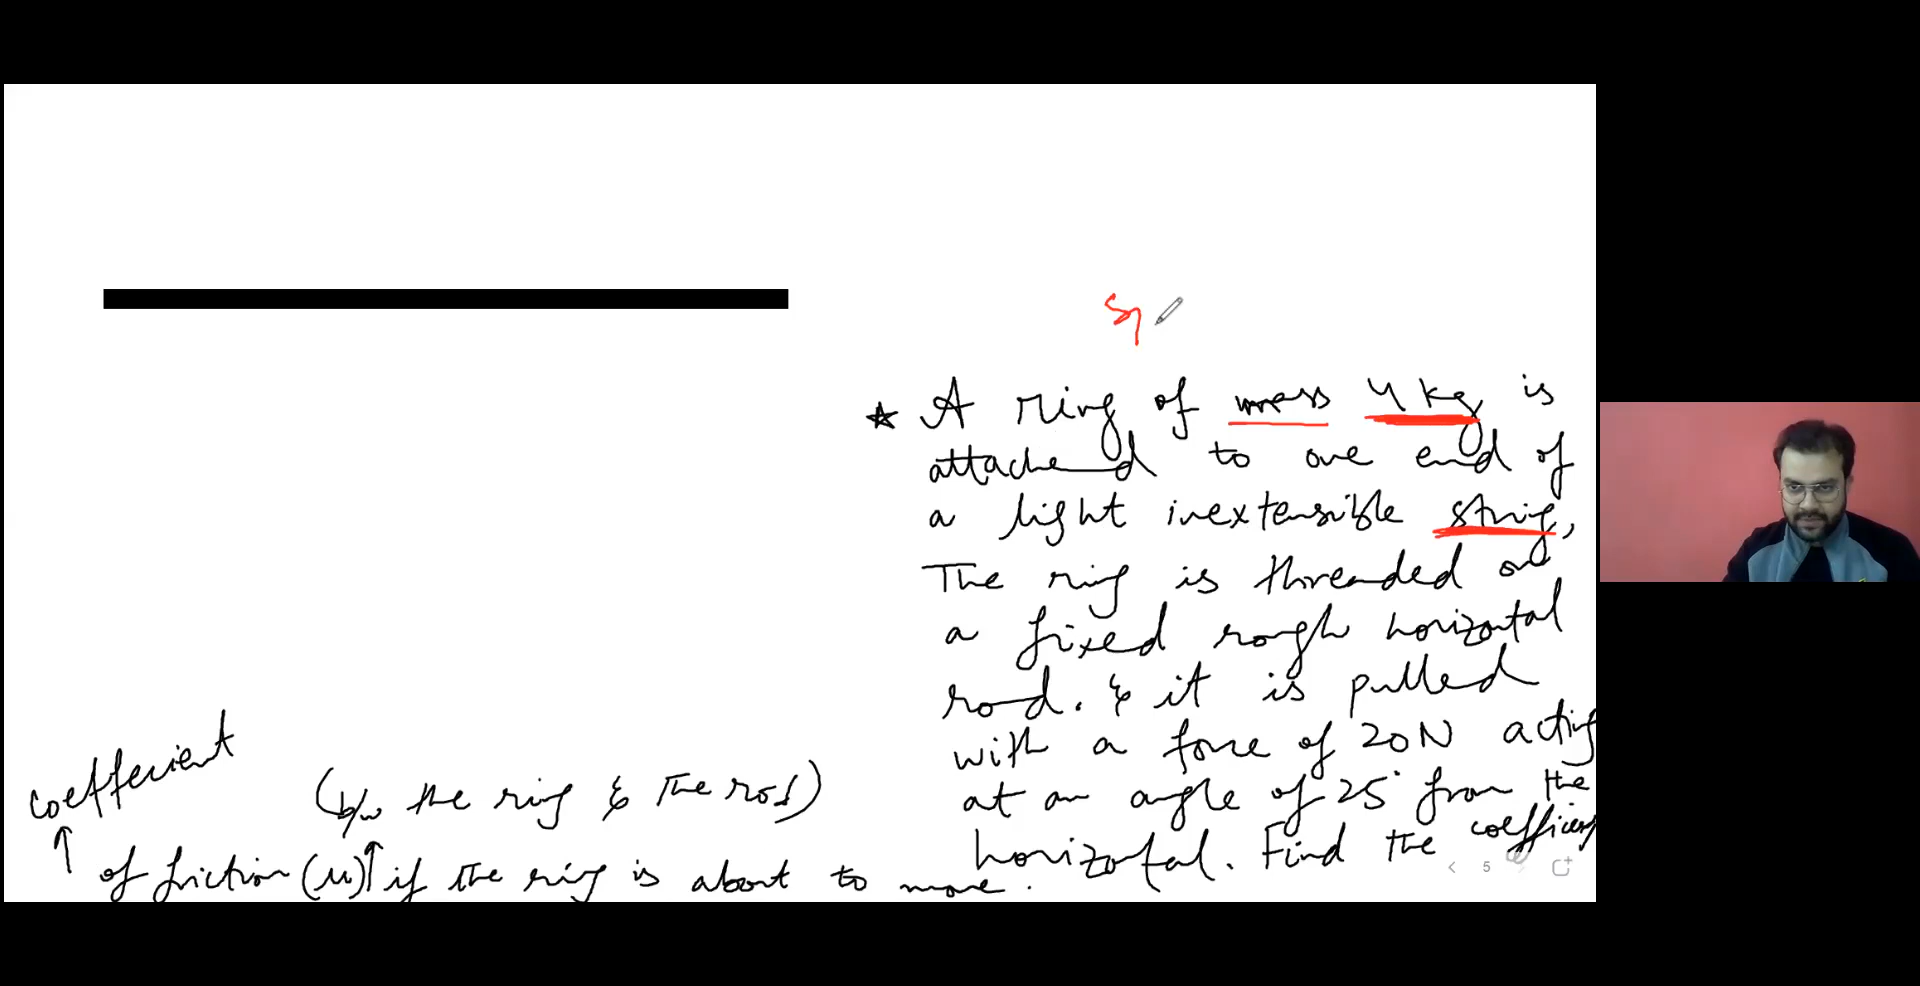 A ring of mass 4 kg is
attached to one end of
a light inextensible string,
The ring is threaded on
a fixed rough horizontal
rod. & it is pulled
with a force of 20N acting
at an angle of 25° from the
horizontal. Find the coefficient
coefficient
(b/w the ring & the rod)
of friction (μ) if the ring is about to move.
5